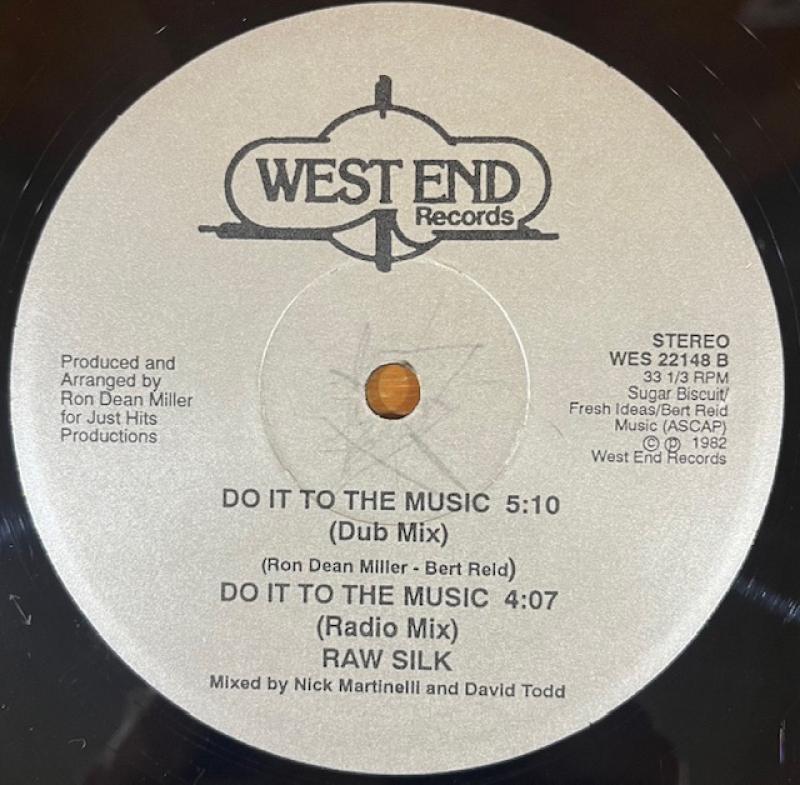 WEST END
Records
Produced and
Arranged by
Ron Dean Miller
for Just Hits
Productions
STEREO
WES 22148 B
33 1/3 RPM
Sugar Biscuit/
Fresh Ideas/Bert Reid
Music (ASCAP)
© ℗ 1982
West End Records
DO IT TO THE MUSIC 5:10
(Dub Mix)
(Ron Dean Miller - Bert Reid)
DO IT TO THE MUSIC 4:07
(Radio Mix)
RAW SILK
Mixed by Nick Martinelli and David Todd